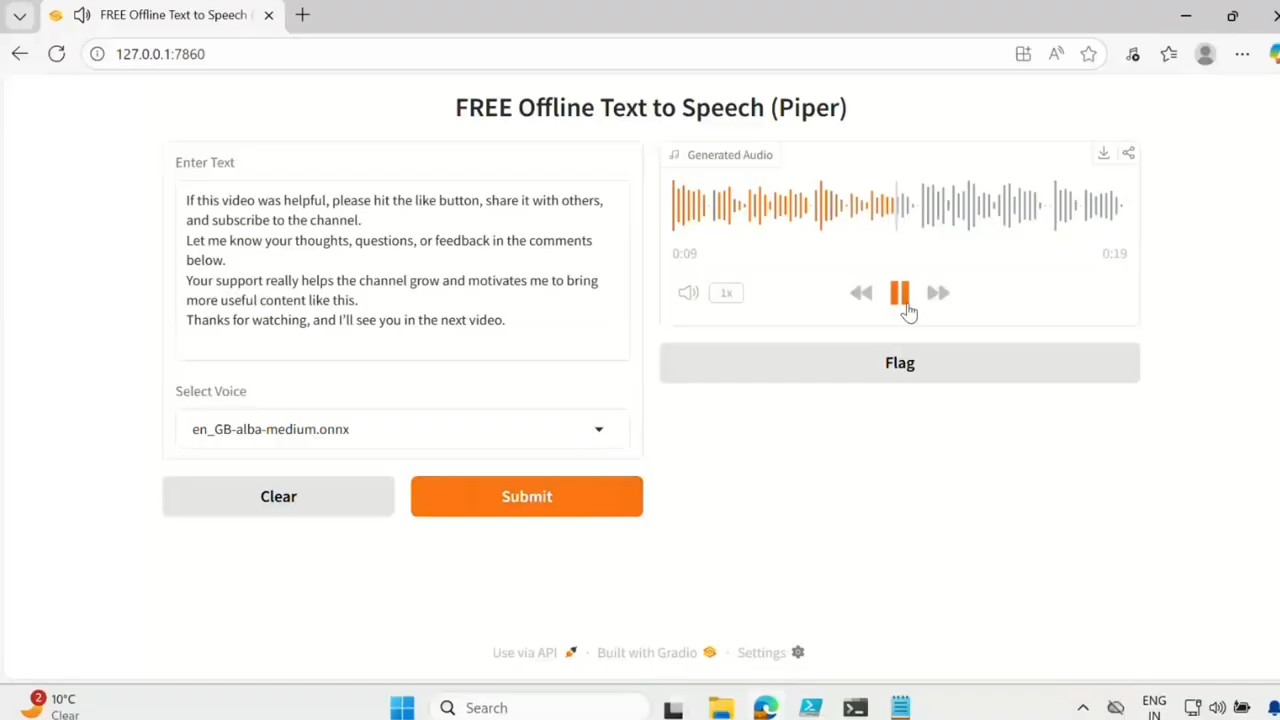 FREE Offline Text to Speech (
127.0.0.1:7860
FREE Offline Text to Speech (Piper)
Enter Text
If this video was helpful, please hit the like button, share it with others,
and subscribe to the channel.
Let me know your thoughts, questions, or feedback in the comments
below.
Your support really helps the channel grow and motivates me to bring
more useful content like this.
Thanks for watching, and I'll see you in the next video.
Select Voice
en_GB-alba-medium.onnx
Clear
Submit
Generated Audio
0:09
0:19
1x
Flag
Use via API · Built with Gradio · Settings
2
10°C
Clear
Search
ENG
IN